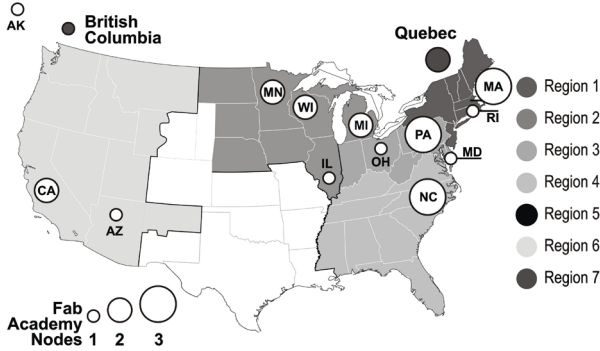 AK
British
Columbia
Quebec
MN
WI
MI
IL
OH
PA
MA
RI
MD
NC
CA
AZ
Region 1
Region 2
Region 3
Region 4
Region 5
Region 6
Region 7
Fab
Academy
Nodes 1 2 3